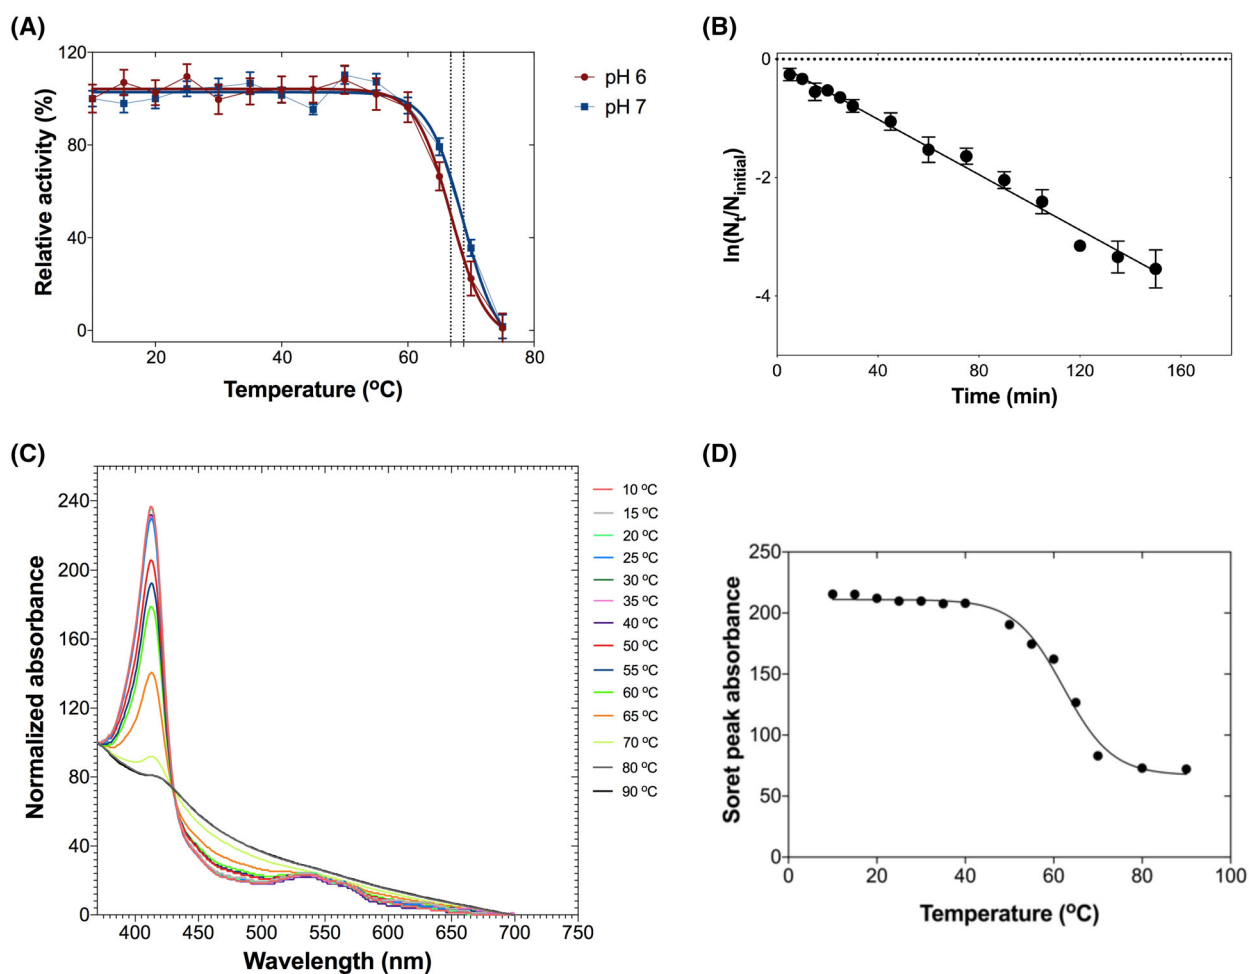 (A)
120
80
40
0
Relative activity (%)
20
40
60
80
Temperature (ºC)
pH 6
pH 7
(B)
0
-2
-4
ln(Nt/Ninitial)
0
40
80
120
160
Time (min)
(C)
240
200
160
120
80
40
0
Normalized absorbance
400
450
500
550
600
650
700
750
Wavelength (nm)
10 ºC
15 ºC
20 ºC
25 ºC
30 ºC
35 ºC
40 ºC
50 ºC
55 ºC
60 ºC
65 ºC
70 ºC
80 ºC
90 ºC
(D)
250
200
150
100
50
0
Soret peak absorbance
0
20
40
60
80
100
Temperature (ºC)